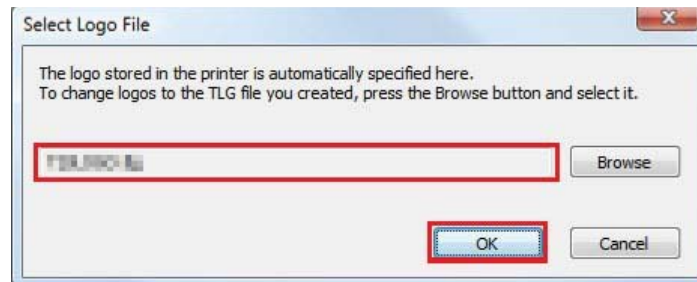 Select Logo File
The logo stored in the printer is automatically specified here.
To change logos to the TLG file you created, press the Browse button and select it.
Browse
OK
Cancel